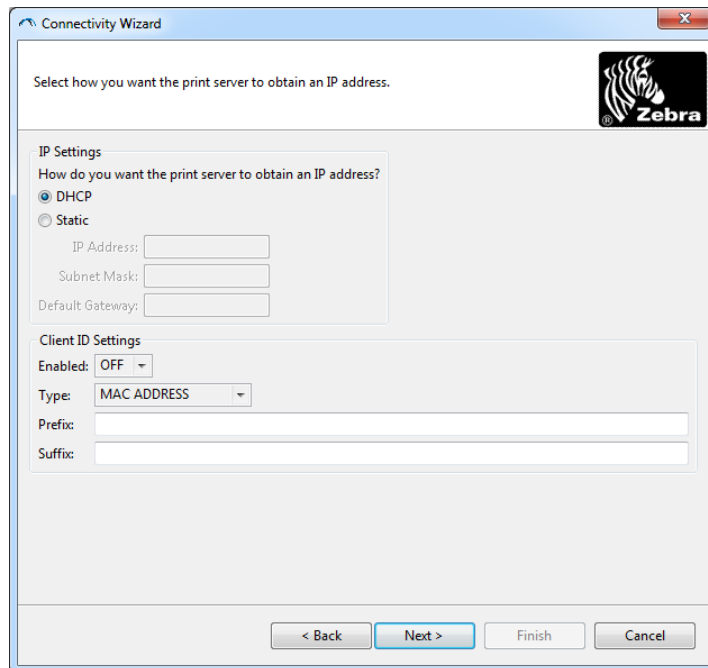 Connectivity Wizard
Select how you want the print server to obtain an IP address.
® Zebra
IP Settings
How do you want the print server to obtain an IP address?
DHCP
Static
IP Address:
Subnet Mask:
Default Gateway:
Client ID Settings
Enabled: OFF
Type: MAC ADDRESS
Prefix:
Suffix:
< Back Next > Finish Cancel